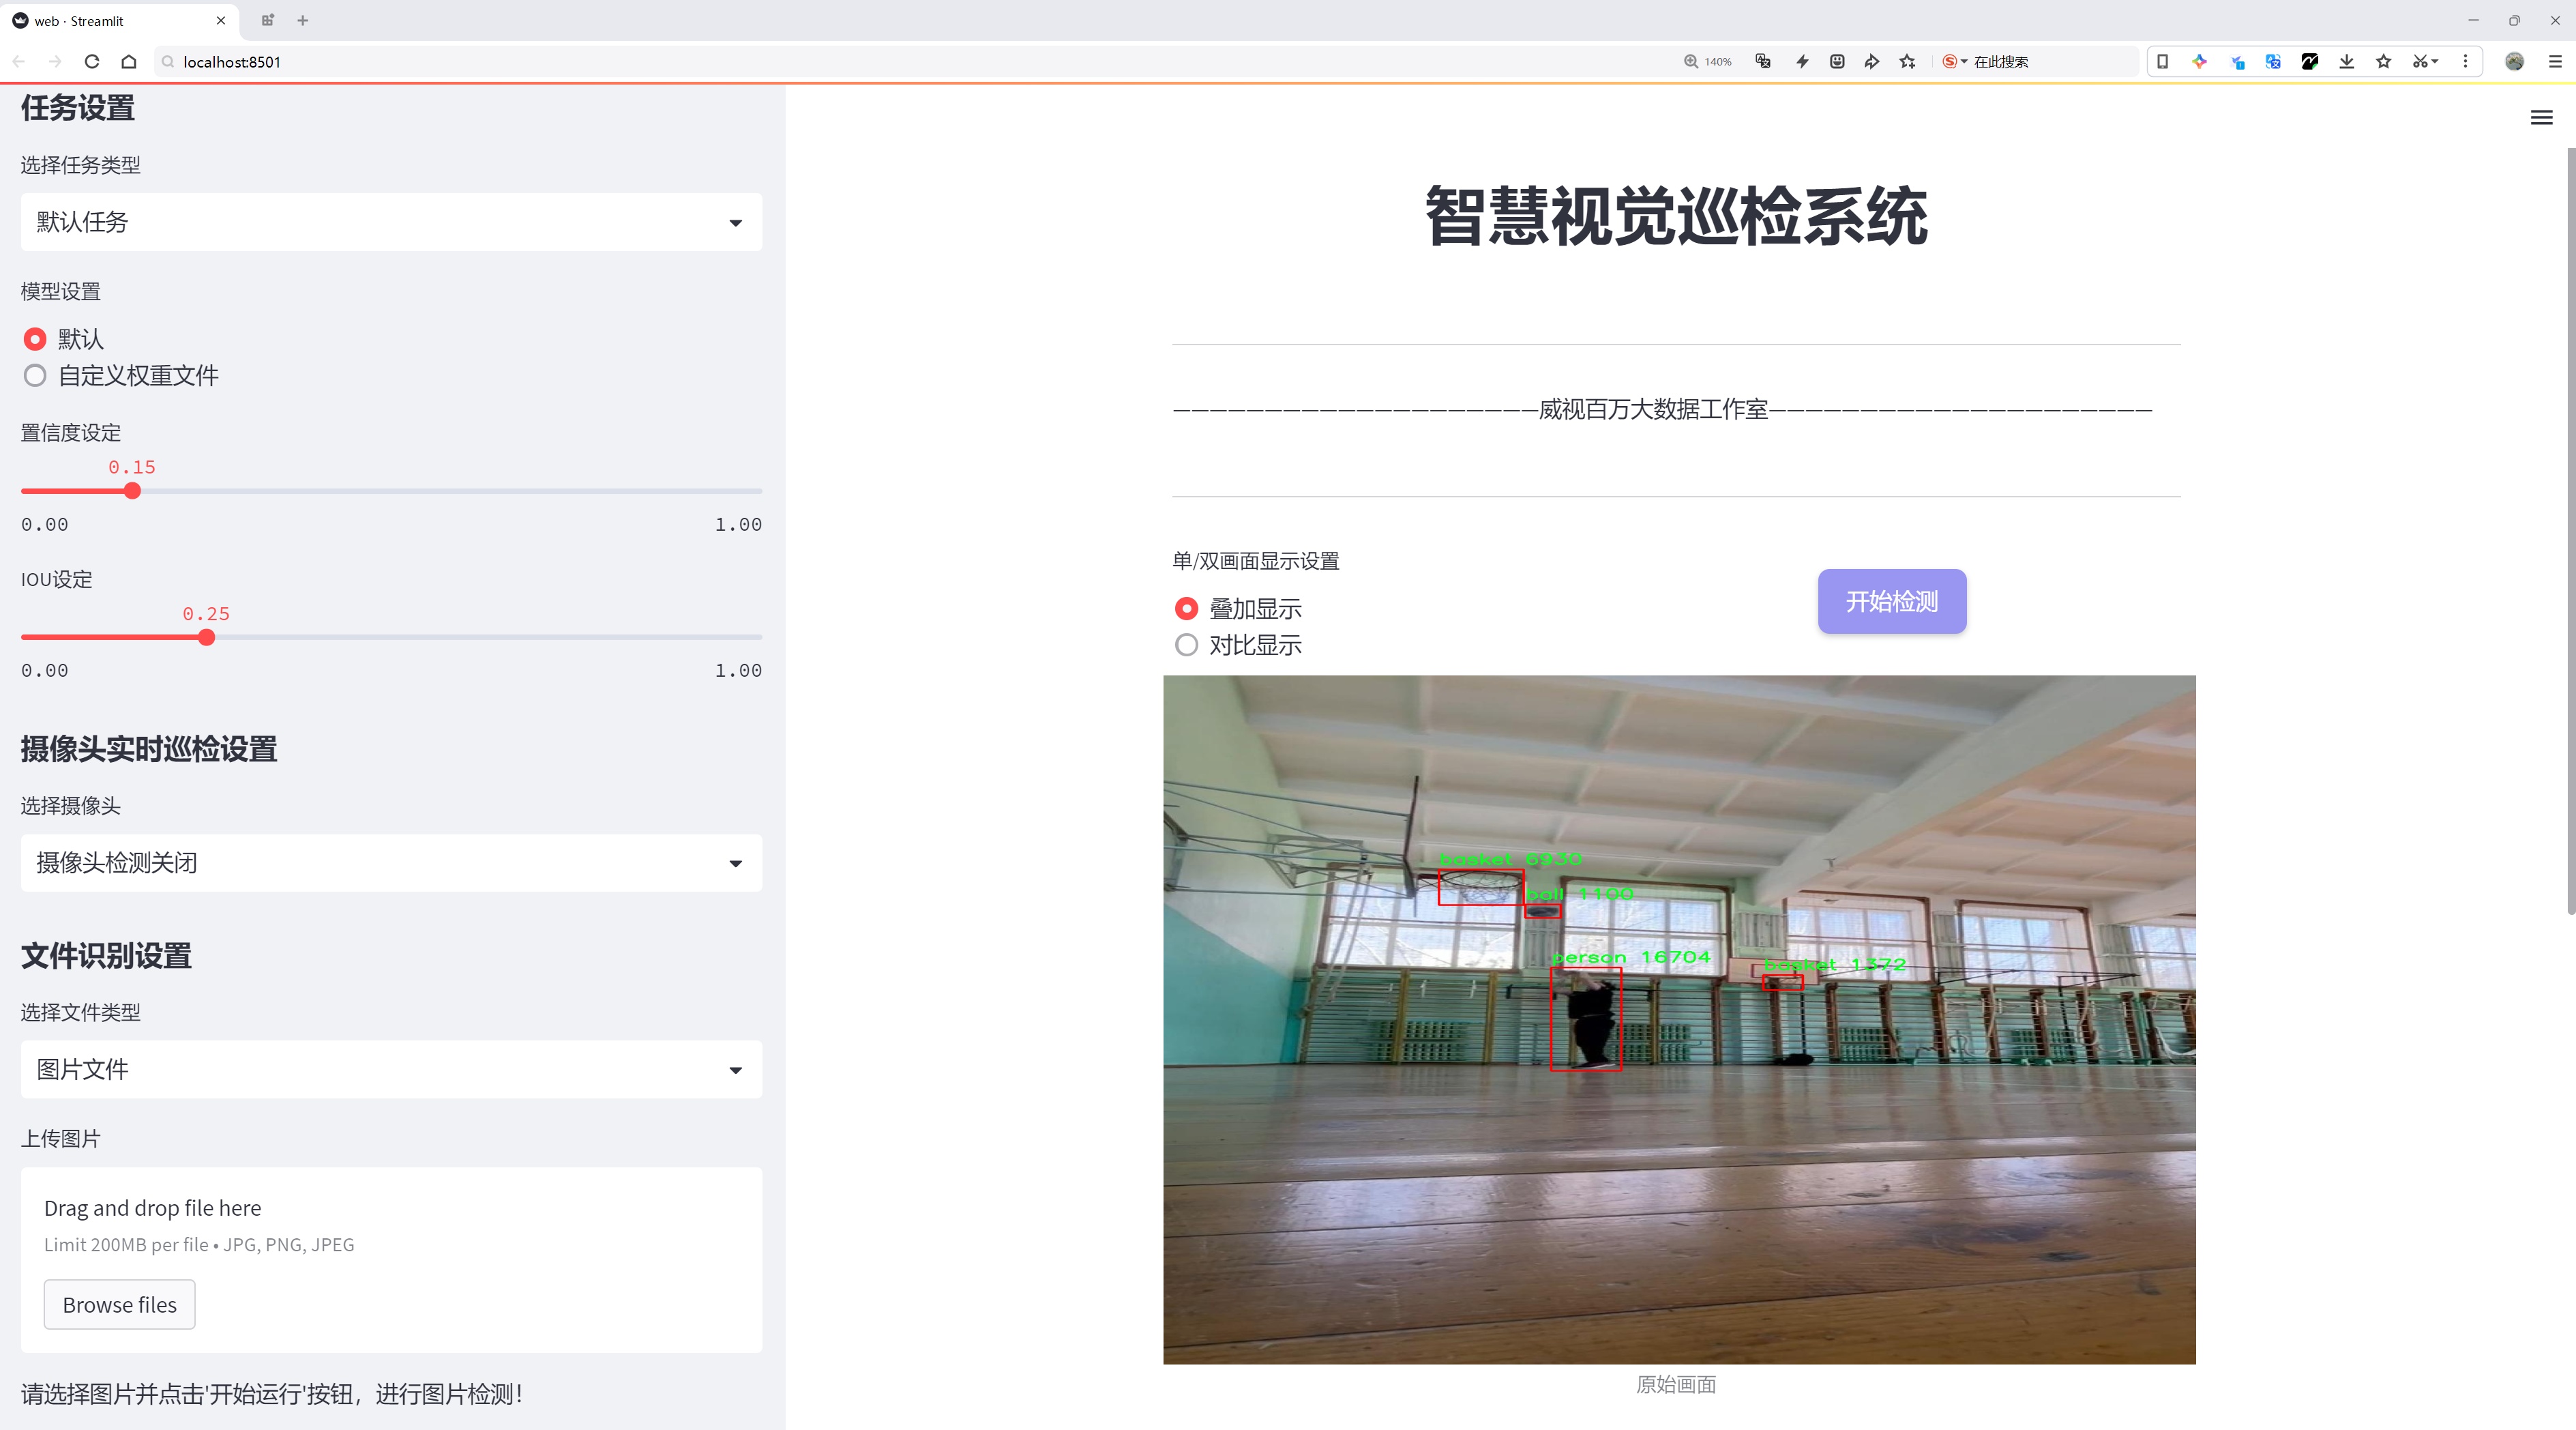 web · Streamlit
localhost:8501
140%
在此搜索
任务设置
选择任务类型
默认任务
模型设置
默认
自定义权重文件
置信度设定
0.15
0.00 1.00
IOU设定
0.25
0.00 1.00
摄像头实时巡检设置
选择摄像头
摄像头检测关闭
文件识别设置
选择文件类型
图片文件
上传图片
Drag and drop file here
Limit 200MB per file • JPG, PNG, JPEG
Browse files
请选择图片并点击'开始运行'按钮，进行图片检测！
智慧视觉巡检系统
————————————————————威视百万大数据工作室—————————————————————
单/双画面显示设置
叠加显示
对比显示
开始检测
basket 6930
ball 1100
person 16704
basket 1372
原始画面